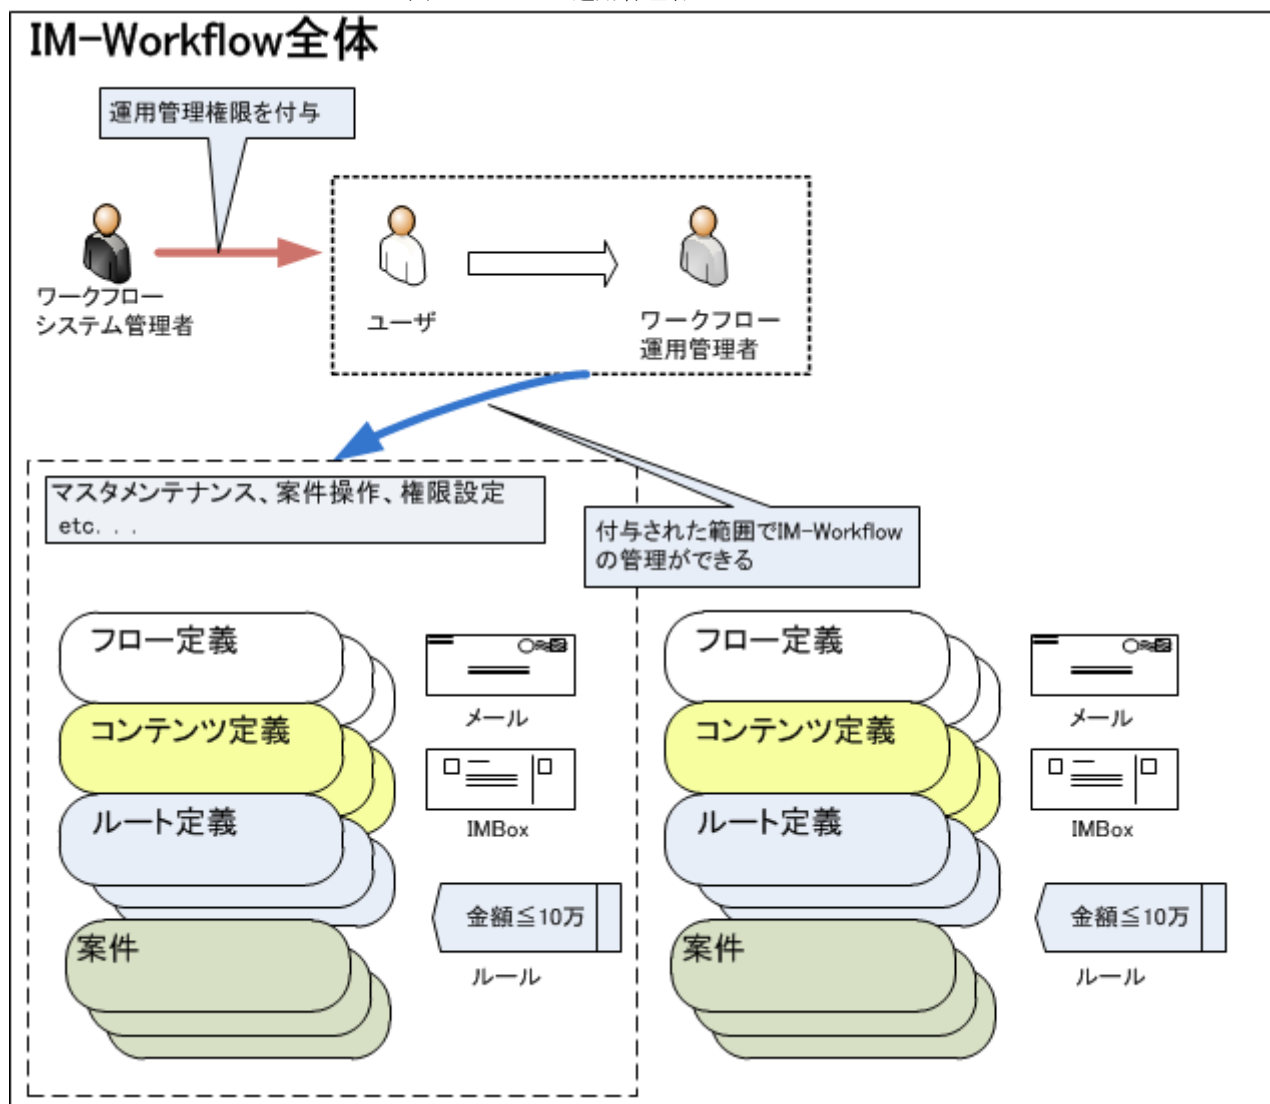 IM-Workflow全体
運用管理権限を付与
ワークフロー
システム管理者
ユーザ
ワークフロー
運用管理者
マスタメンテナンス、案件操作、権限設定
etc...
付与された範囲でIM-Workflow
の管理ができる
フロー定義
コンテンツ定義
ルート定義
案件
メール
IMBox
金額≦10万
ルール
フロー定義
コンテンツ定義
ルート定義
案件
メール
IMBox
金額≦10万
ルール